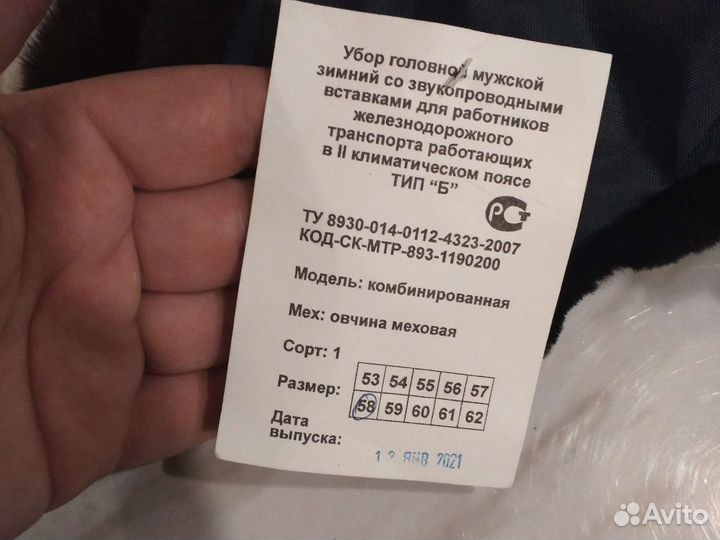 Убор головной мужской
зимний со звукопроводными
вставками для работников
железнодорожного
транспорта работающих
в II климатическом поясе
ТИП “Б”
РСТ
ТУ 8930-014-0112-4323-2007
КОД-СК-МТР-893-1190200
Модель: комбинированная
Мех: овчина меховая
Сорт: 1
Размер: 53 54 55 56 57
58 59 60 61 62
Дата
выпуска:
ЯНВ 2021
Avito